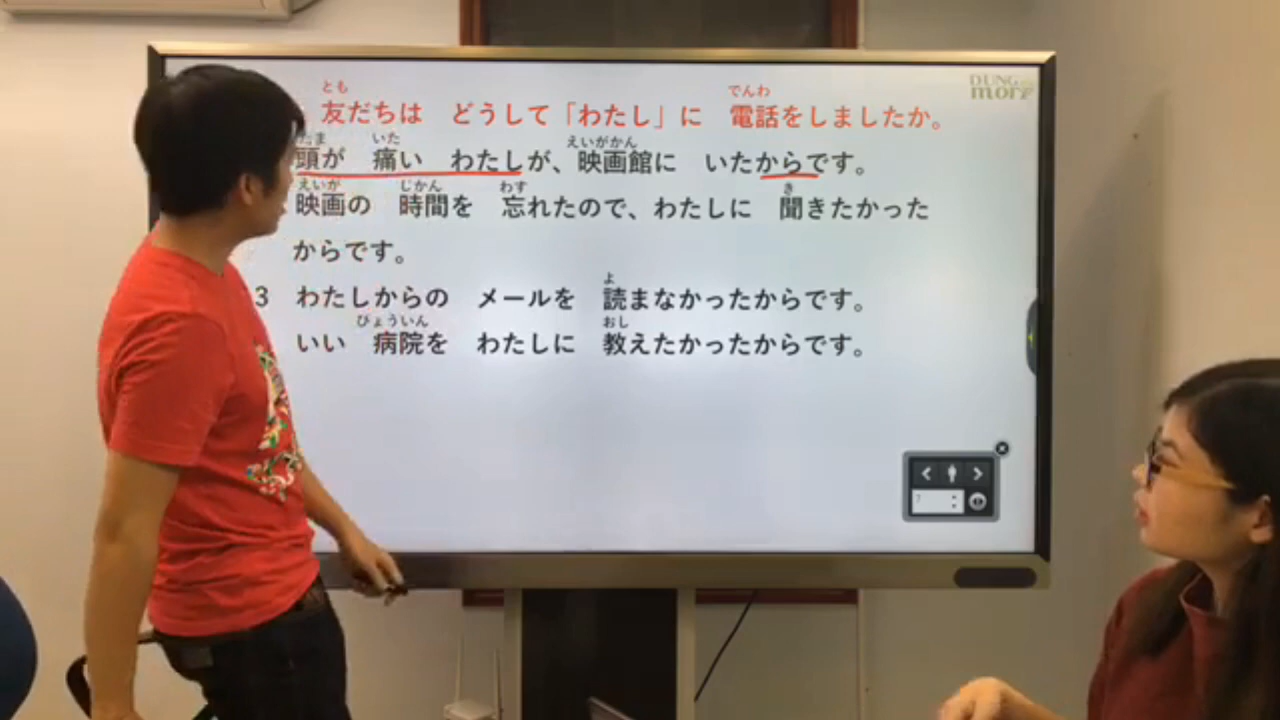 友だちは どうして「わたし」に 電話をしましたか。
頭が 痛い わたしが、映画館に いたからです。
映画の 時間を 忘れたので、わたしに 聞きたかった
からです。
3 わたしからの メールを 読まなかったからです。
いい 病院を わたしに 教えたかったからです。
DUNG
mori